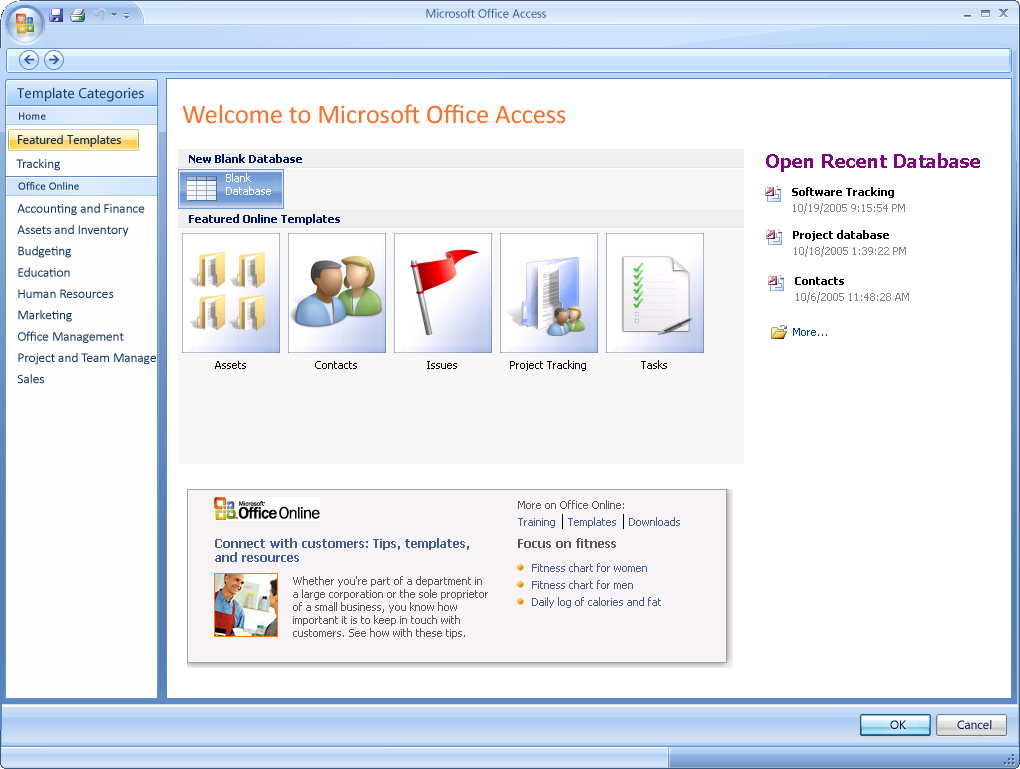 Microsoft Office Access
Template Categories
Home
Featured Templates
Tracking
Office Online
Accounting and Finance
Assets and Inventory
Budgeting
Education
Human Resources
Marketing
Office Management
Project and Team Manage
Sales
Welcome to Microsoft Office Access
New Blank Database
Blank
Database
Featured Online Templates
Assets
Contacts
Issues
Project Tracking
Tasks
Open Recent Database
Software Tracking
10/19/2005 9:15:54 PM
Project database
10/18/2005 1:39:22 PM
Contacts
10/6/2005 11:48:28 AM
More...
Microsoft
Office Online
Connect with customers: Tips, templates,
and resources
Whether you're part of a department in
a large corporation or the sole proprietor
of a small business, you know how
important it is to keep in touch with
customers. See how with these tips.
More on Office Online:
Training | Templates | Downloads
Focus on fitness
Fitness chart for women
Fitness chart for men
Daily log of calories and fat
OK
Cancel